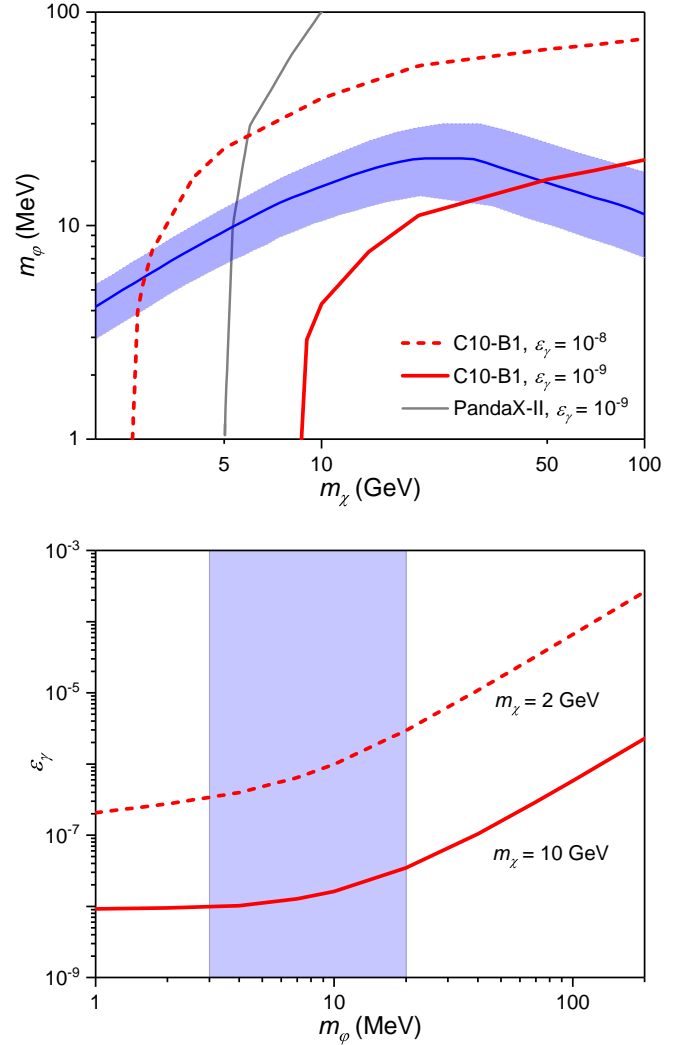 100
10
1
m_φ (MeV)
C10-B1, ε_γ = 10^-8
C10-B1, ε_γ = 10^-9
PandaX-II, ε_γ = 10^-9
5 10 50 100
m_χ (GeV)
10^-3
10^-5
10^-7
10^-9
ε_γ
m_χ = 2 GeV
m_χ = 10 GeV
1 10 100
m_φ (MeV)